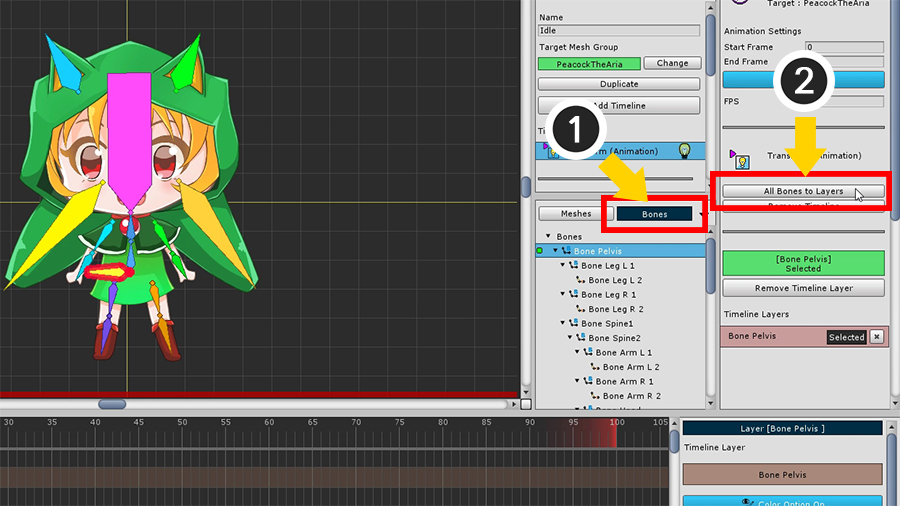 Name
Idle
Target Mesh Group
PeacockTheAria
Change
Duplicate
Add Timeline
1
(Animation)
Meshes
Bones
Bones
Bone Pelvis
Bone Leg L 1
Bone Leg L 2
Bone Leg R 1
Bone Leg R 2
Bone Spine1
Bone Spine2
Bone Arm L 1
Bone Arm L 2
Bone Arm R 1
Bone Arm R 2
Target : PeacockTheAria
Animation Settings
Start Frame
0
End Frame
FPS
2
All Bones to Layers
Remove Timeline
[Bone Pelvis]
Selected
Remove Timeline Layer
Timeline Layers
Bone Pelvis
Selected
30 35 40 45 50 55 60 65 70 75 80 85 90 95 100 105
Layer [Bone Pelvis ]
Timeline Layer
Bone Pelvis
Color Option On